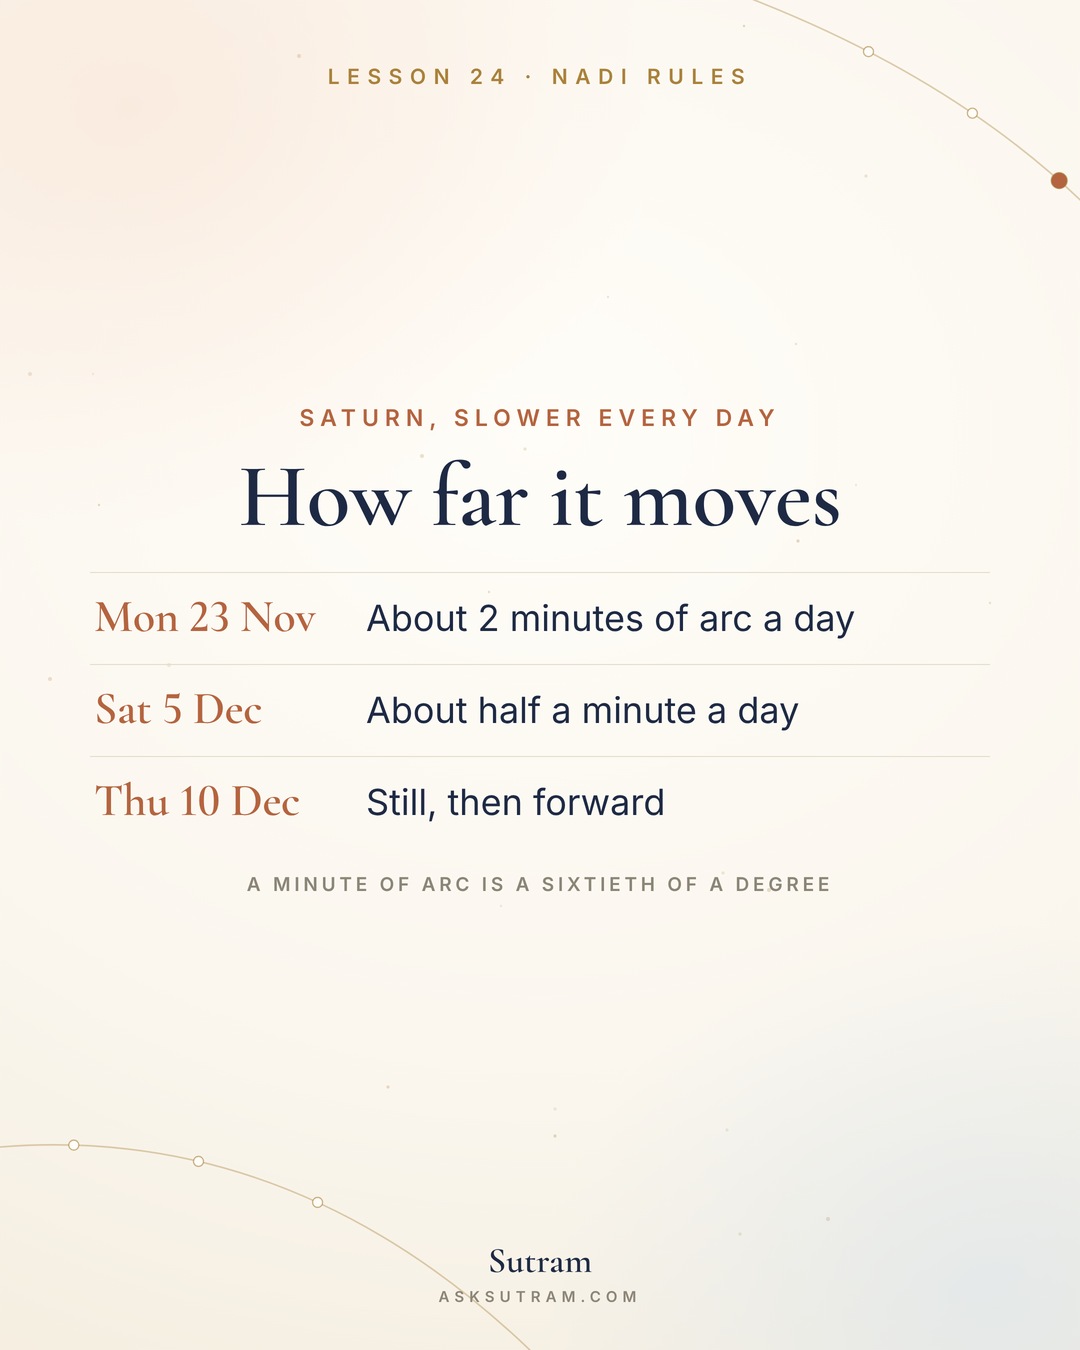 LESSON 24 · NADI RULES
SATURN, SLOWER EVERY DAY
How far it moves
Mon 23 Nov About 2 minutes of arc a day
Sat 5 Dec About half a minute a day
Thu 10 Dec Still, then forward
A MINUTE OF ARC IS A SIXTIETH OF A DEGREE
Sutram
ASKSUTRAM.COM